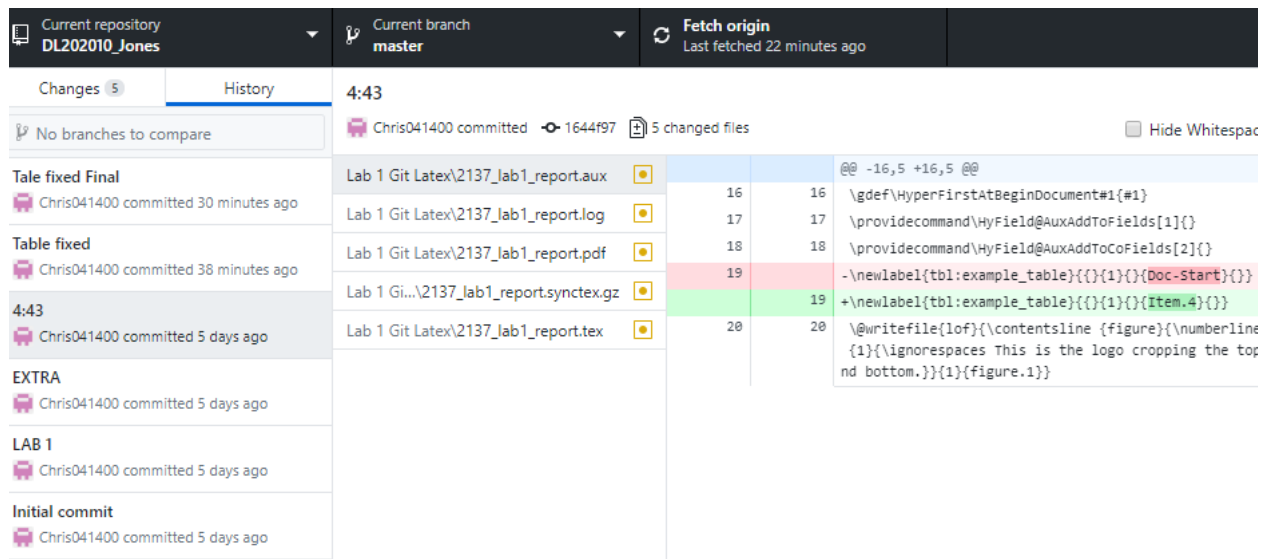 Current repository
DL202010_Jones
Current branch
master
Fetch origin
Last fetched 22 minutes ago
Changes 5
History
No branches to compare
Tale fixed Final
Chris041400 committed 30 minutes ago
Table fixed
Chris041400 committed 38 minutes ago
4:43
Chris041400 committed 5 days ago
EXTRA
Chris041400 committed 5 days ago
LAB 1
Chris041400 committed 5 days ago
Initial commit
Chris041400 committed 5 days ago
4:43
Chris041400 committed 1644f97 5 changed files
Hide Whitespac
Lab 1 Git Latex\2137_lab1_report.aux
Lab 1 Git Latex\2137_lab1_report.log
Lab 1 Git Latex\2137_lab1_report.pdf
Lab 1 Gi...\2137_lab1_report.synctex.gz
Lab 1 Git Latex\2137_lab1_report.tex
@@ -16,5 +16,5 @@
16 16 \gdef\HyperFirstAtBeginDocument#1{#1}
17 17 \providecommand\HyField@AuxAddToFields[1]{}
18 18 \providecommand\HyField@AuxAddToCoFields[2]{}
19 -\newlabel{tbl:example_table}{{}{1}{}{Doc-Start}{}}
19 +\newlabel{tbl:example_table}{{}{1}{}{Item.4}{}}
20 20 \@writefile{lof}{\contentsline {figure}{\numberline
{1}{\ignorespaces This is the logo cropping the top
nd bottom.}}{1}{figure.1}}